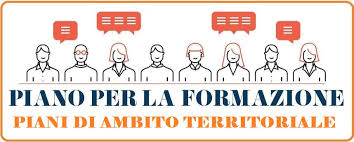 PIANO PER LA FORMAZIONE
PIANI DI AMBITO TERRITORIALE